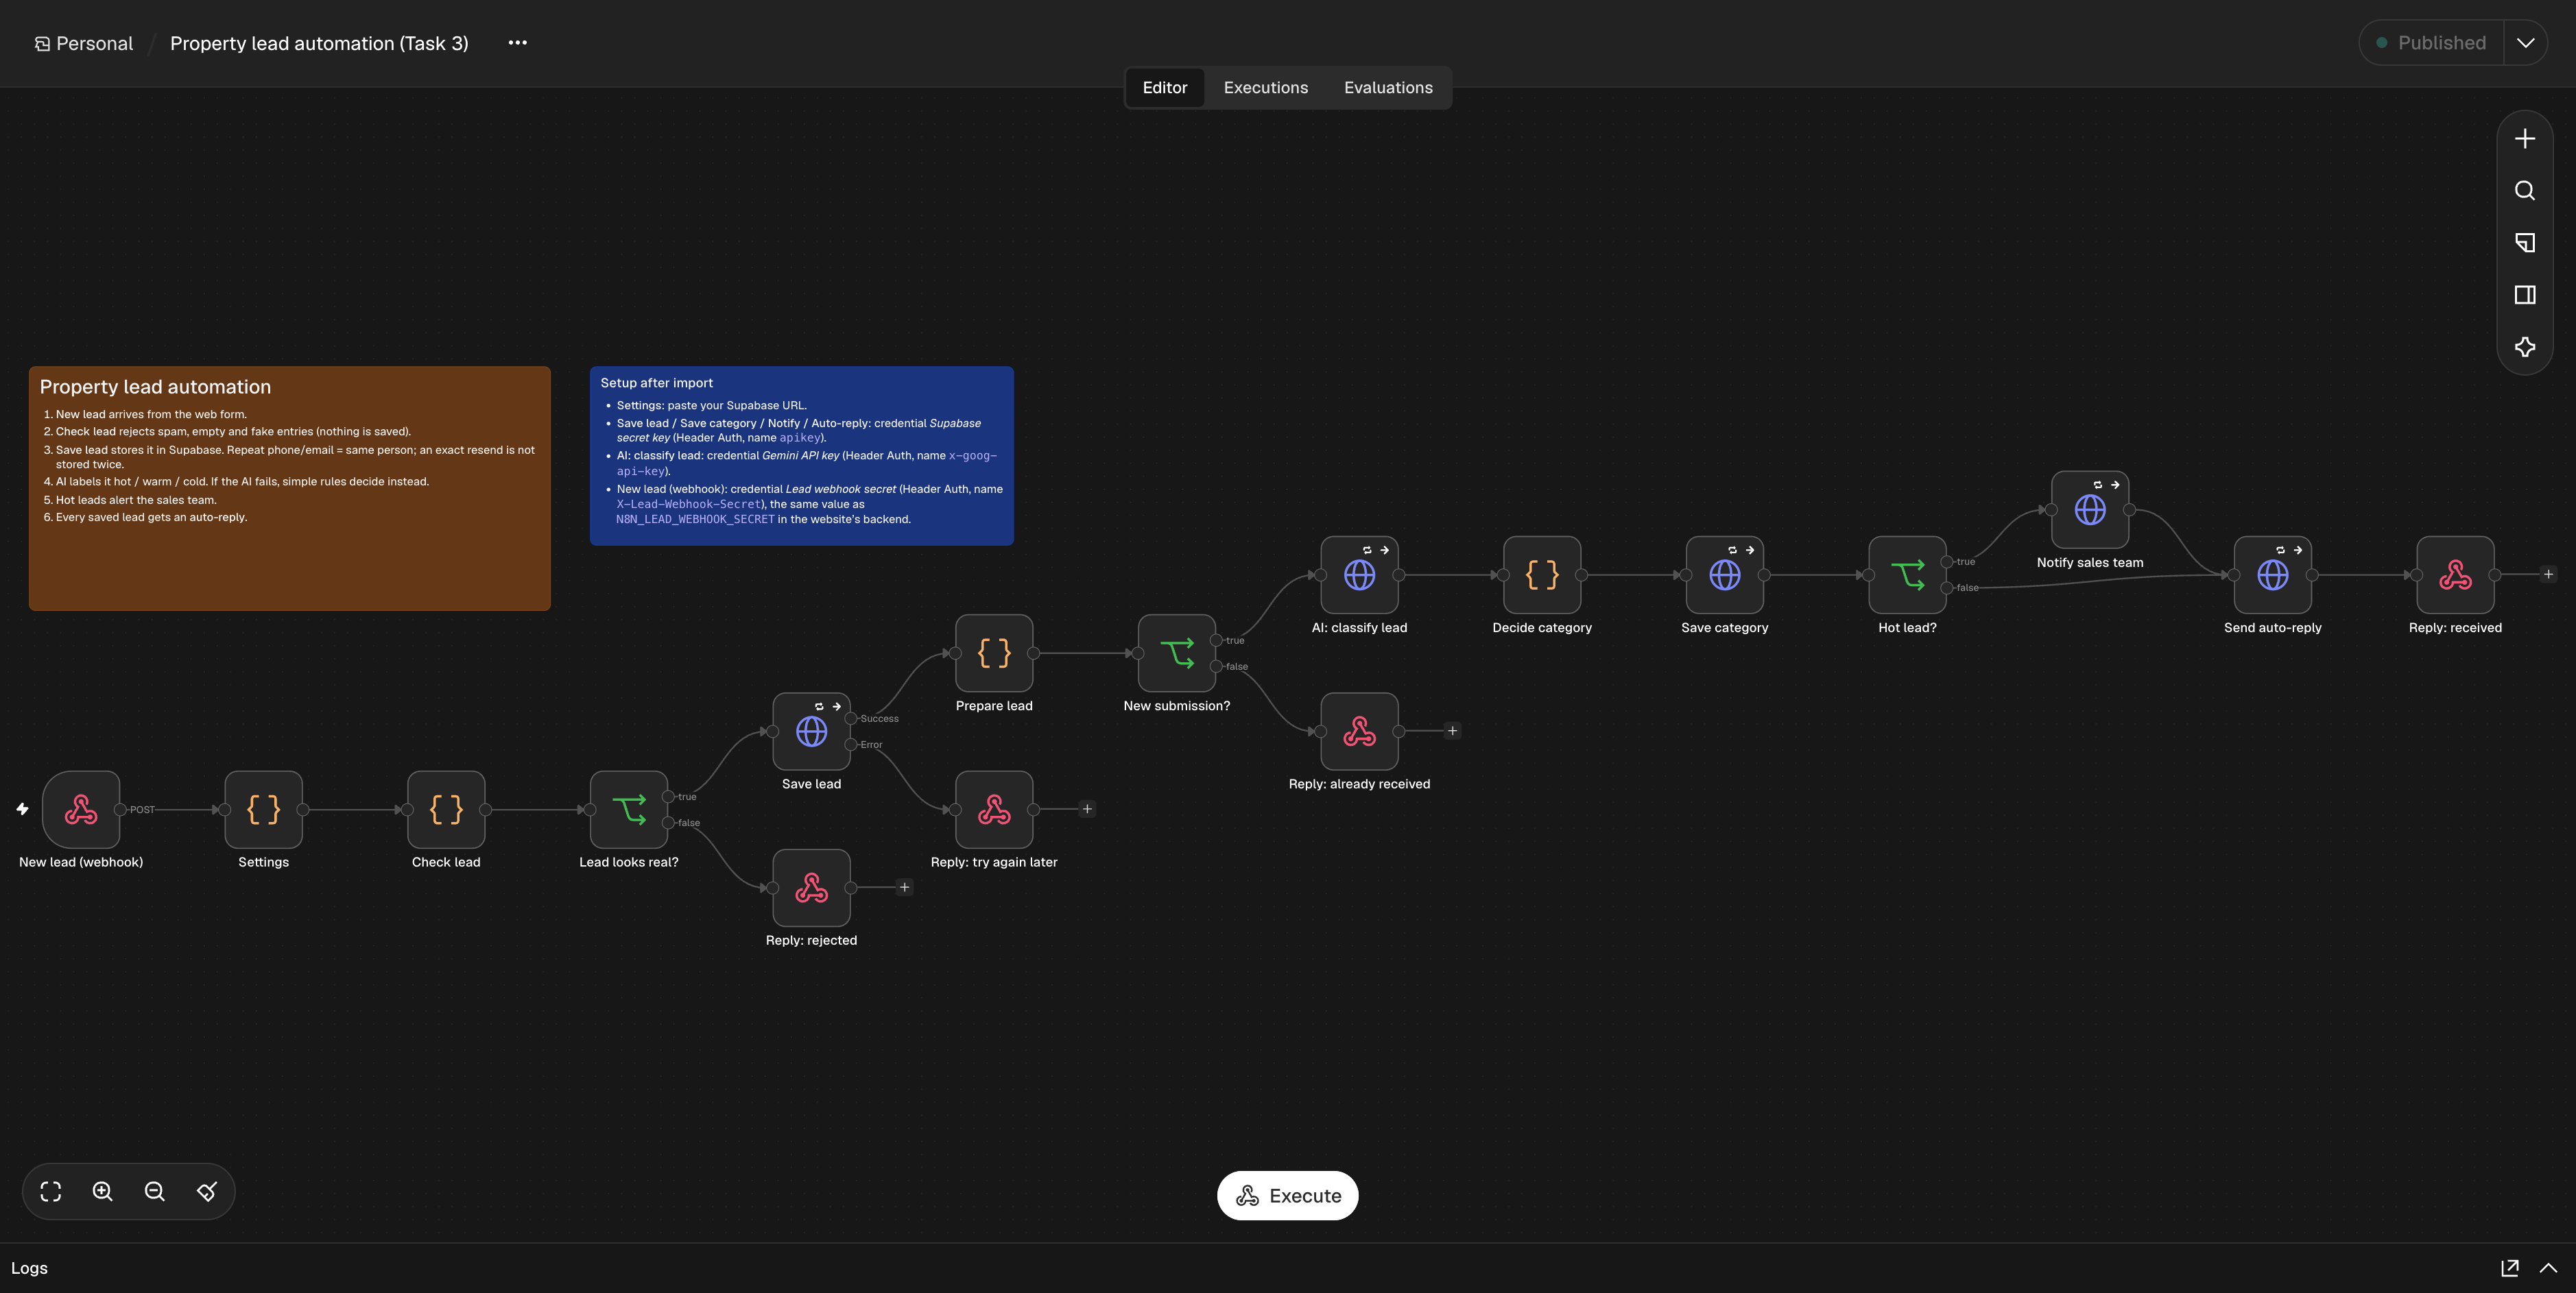 Personal / Property lead automation (Task 3) •••
Published
Editor Executions Evaluations
Property lead automation
1. New lead arrives from the web form.
2. Check lead rejects spam, empty and fake entries (nothing is saved).
3. Save lead stores it in Supabase. Repeat phone/email = same person; an exact resend is not
stored twice.
4. AI labels it hot / warm / cold. If the AI fails, simple rules decide instead.
5. Hot leads alert the sales team.
6. Every saved lead gets an auto-reply.
Setup after import
• Settings: paste your Supabase URL.
• Save lead / Save category / Notify / Auto-reply: credential Supabase
secret key (Header Auth, name apikey).
• AI: classify lead: credential Gemini API key (Header Auth, name x-goog-
api-key).
• New lead (webhook): credential Lead webhook secret (Header Auth, name
X-Lead-Webhook-Secret), the same value as
N8N_LEAD_WEBHOOK_SECRET in the website's backend.
POST
New lead (webhook)
Settings
Check lead
true
false
Lead looks real?
Success
Error
Save lead
Reply: rejected
Prepare lead
Reply: try again later
true
false
New submission?
AI: classify lead
Reply: already received
Decide category
Save category
true
false
Hot lead?
Notify sales team
Send auto-reply
Reply: received
Execute
Logs